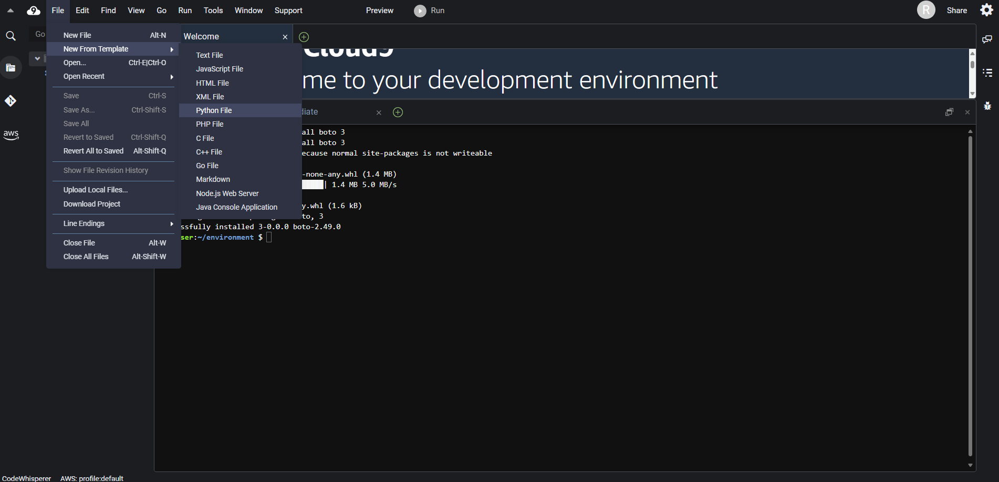 File Edit Find View Go Run Tools Window Support Preview Run R Share
Go
New File Alt-N
New From Template
Open... Ctrl-E|Ctrl-O
Open Recent
Save Ctrl-S
Save As... Ctrl-Shift-S
Save All
Revert to Saved Ctrl-Shift-Q
Revert All to Saved Alt-Shift-Q
Show File Revision History
Upload Local Files...
Download Project
Line Endings
Close File Alt-W
Close All Files Alt-Shift-W
aws
Text File
JavaScript File
HTML File
XML File
Python File
PHP File
C File
C++ File
Go File
Markdown
Node.js Web Server
Java Console Application
Welcome
Cloud9
me to your development environment
diate
all boto 3
all boto 3
ecause normal site-packages is not writeable
-none-any.whl (1.4 MB)
| 1.4 MB 5.0 MB/s
y.whl (1.6 kB)
to, 3
ssfully installed 3-0.0.0 boto-2.49.0
ser:~/environment $
CodeWhisperer AWS: profile:default